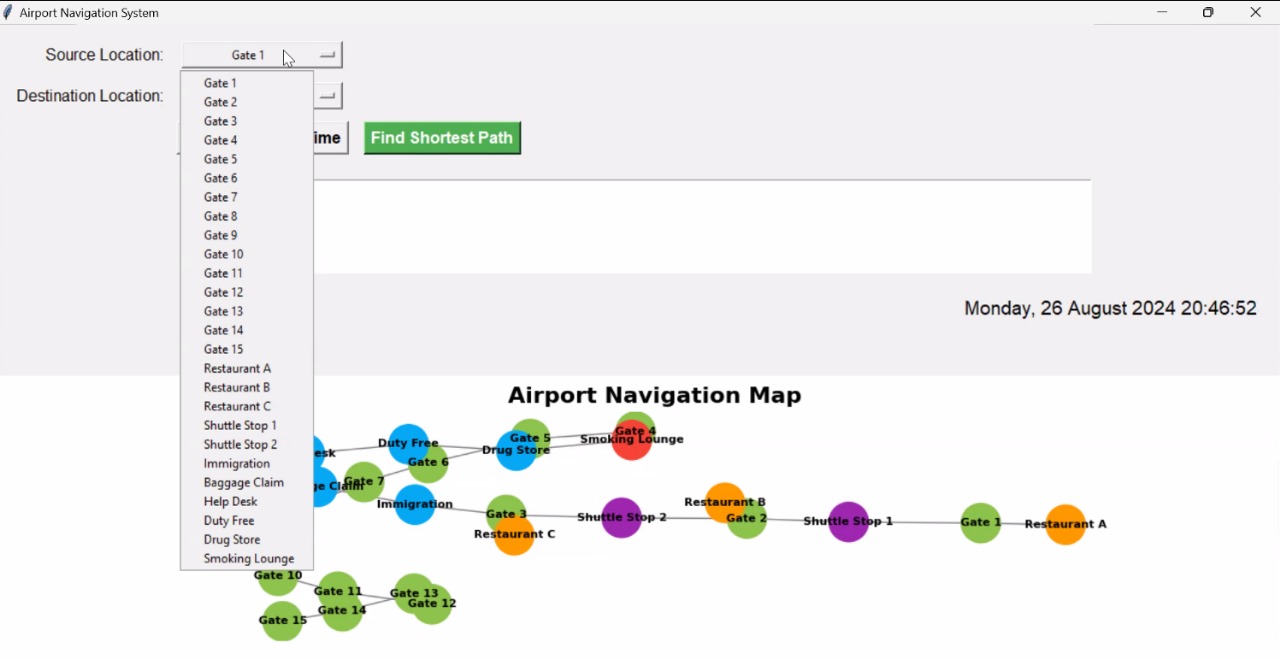 Airport Navigation System
Source Location:
Gate 1
Destination Location:
Find Shortest Path
Gate 1
Gate 2
Gate 3
Gate 4
Gate 5
Gate 6
Gate 7
Gate 8
Gate 9
Gate 10
Gate 11
Gate 12
Gate 13
Gate 14
Gate 15
Restaurant A
Restaurant B
Restaurant C
Shuttle Stop 1
Shuttle Stop 2
Immigration
Baggage Claim
Help Desk
Duty Free
Drug Store
Smoking Lounge
Monday, 26 August 2024 20:46:52
Airport Navigation Map
Gate 4
Smoking Lounge
Gate 5
Drug Store
Duty Free
Gate 6
Gate 7
Claim
Immigration
Gate 3
Restaurant C
Shuttle Stop 2
Restaurant B
Gate 2
Shuttle Stop 1
Gate 1
Restaurant A
Gate 10
Gate 11
Gate 13
Gate 12
Gate 14
Gate 15